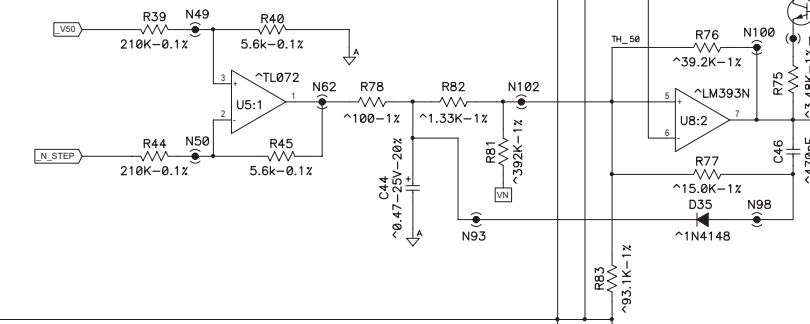 _V50
R39
210K-0.1%
N49
R40
5.6k-0.1%
A
^TL072
3
+
U5:1
1
2
-
N62
R78
^100-1%
R82
^1.33K-1%
N102
R81
^392K-1%
VN
_N_STEP
R44
210K-0.1%
N50
R45
5.6k-0.1%
C44
^0.47-25V-20%
+
A
N93
TH_50
R76
^39.2K-1%
N100
R75
^LM393N
5
+
U8:2
7
6
-
C46
R77
^15.0K-1%
D35
^1N4148
N98
R83
^93.1K-1%